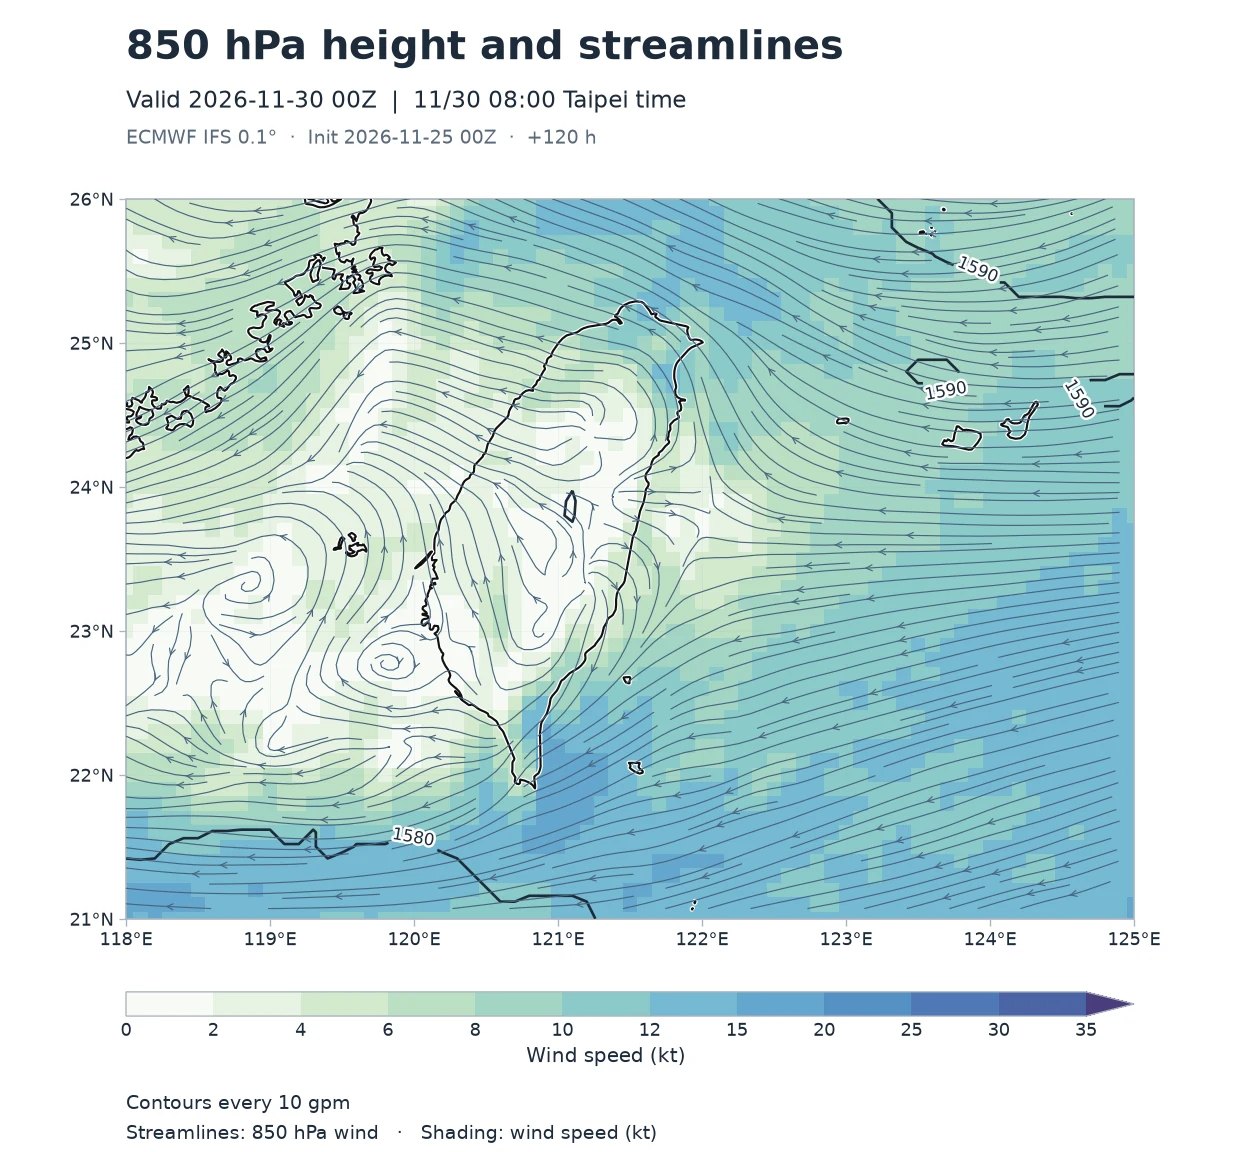 850 hPa height and streamlines
Valid 2026-11-30 00Z | 11/30 08:00 Taipei time
ECMWF IFS 0.1° · Init 2026-11-25 00Z · +120 h
26°N
1590
25°N
1590
1590
24°N
23°N
22°N
1580
21°N
118°E 119°E 120°E 121°E 122°E 123°E 124°E 125°E
0 2 4 6 8 10 12 15 20 25 30 35
Wind speed (kt)
Contours every 10 gpm
Streamlines: 850 hPa wind · Shading: wind speed (kt)